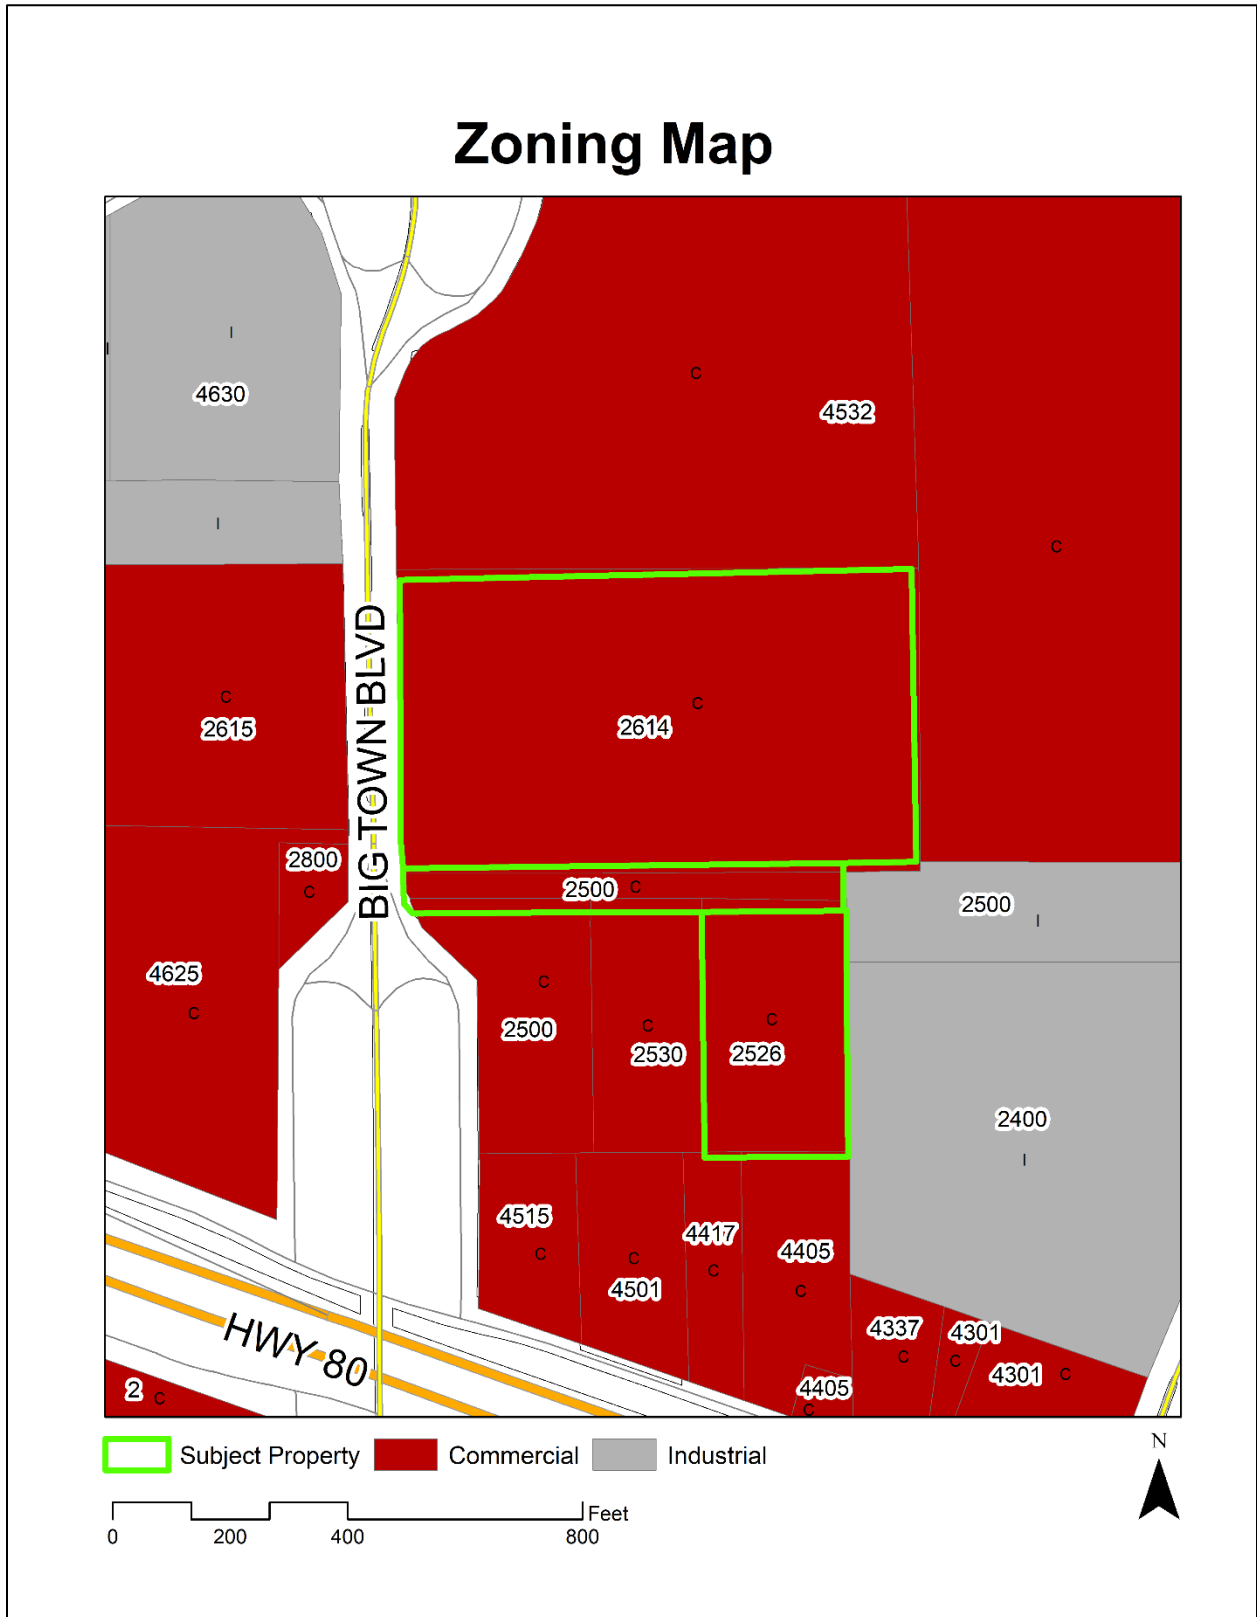 Zoning Map
I
I
4630
C
4532
I
C
BIG TOWN BLVD
C
2615
C
2614
2800
C
2500
C
2500
I
4625
C
C
2500
C
2530
C
2526
2400
I
4515
C
C
4501
4417
C
4405
C
4337
C
4301
C
4301
C
4405
C
HWY 80
2
C
Subject Property
Commercial
Industrial
N
Feet
0
200
400
800